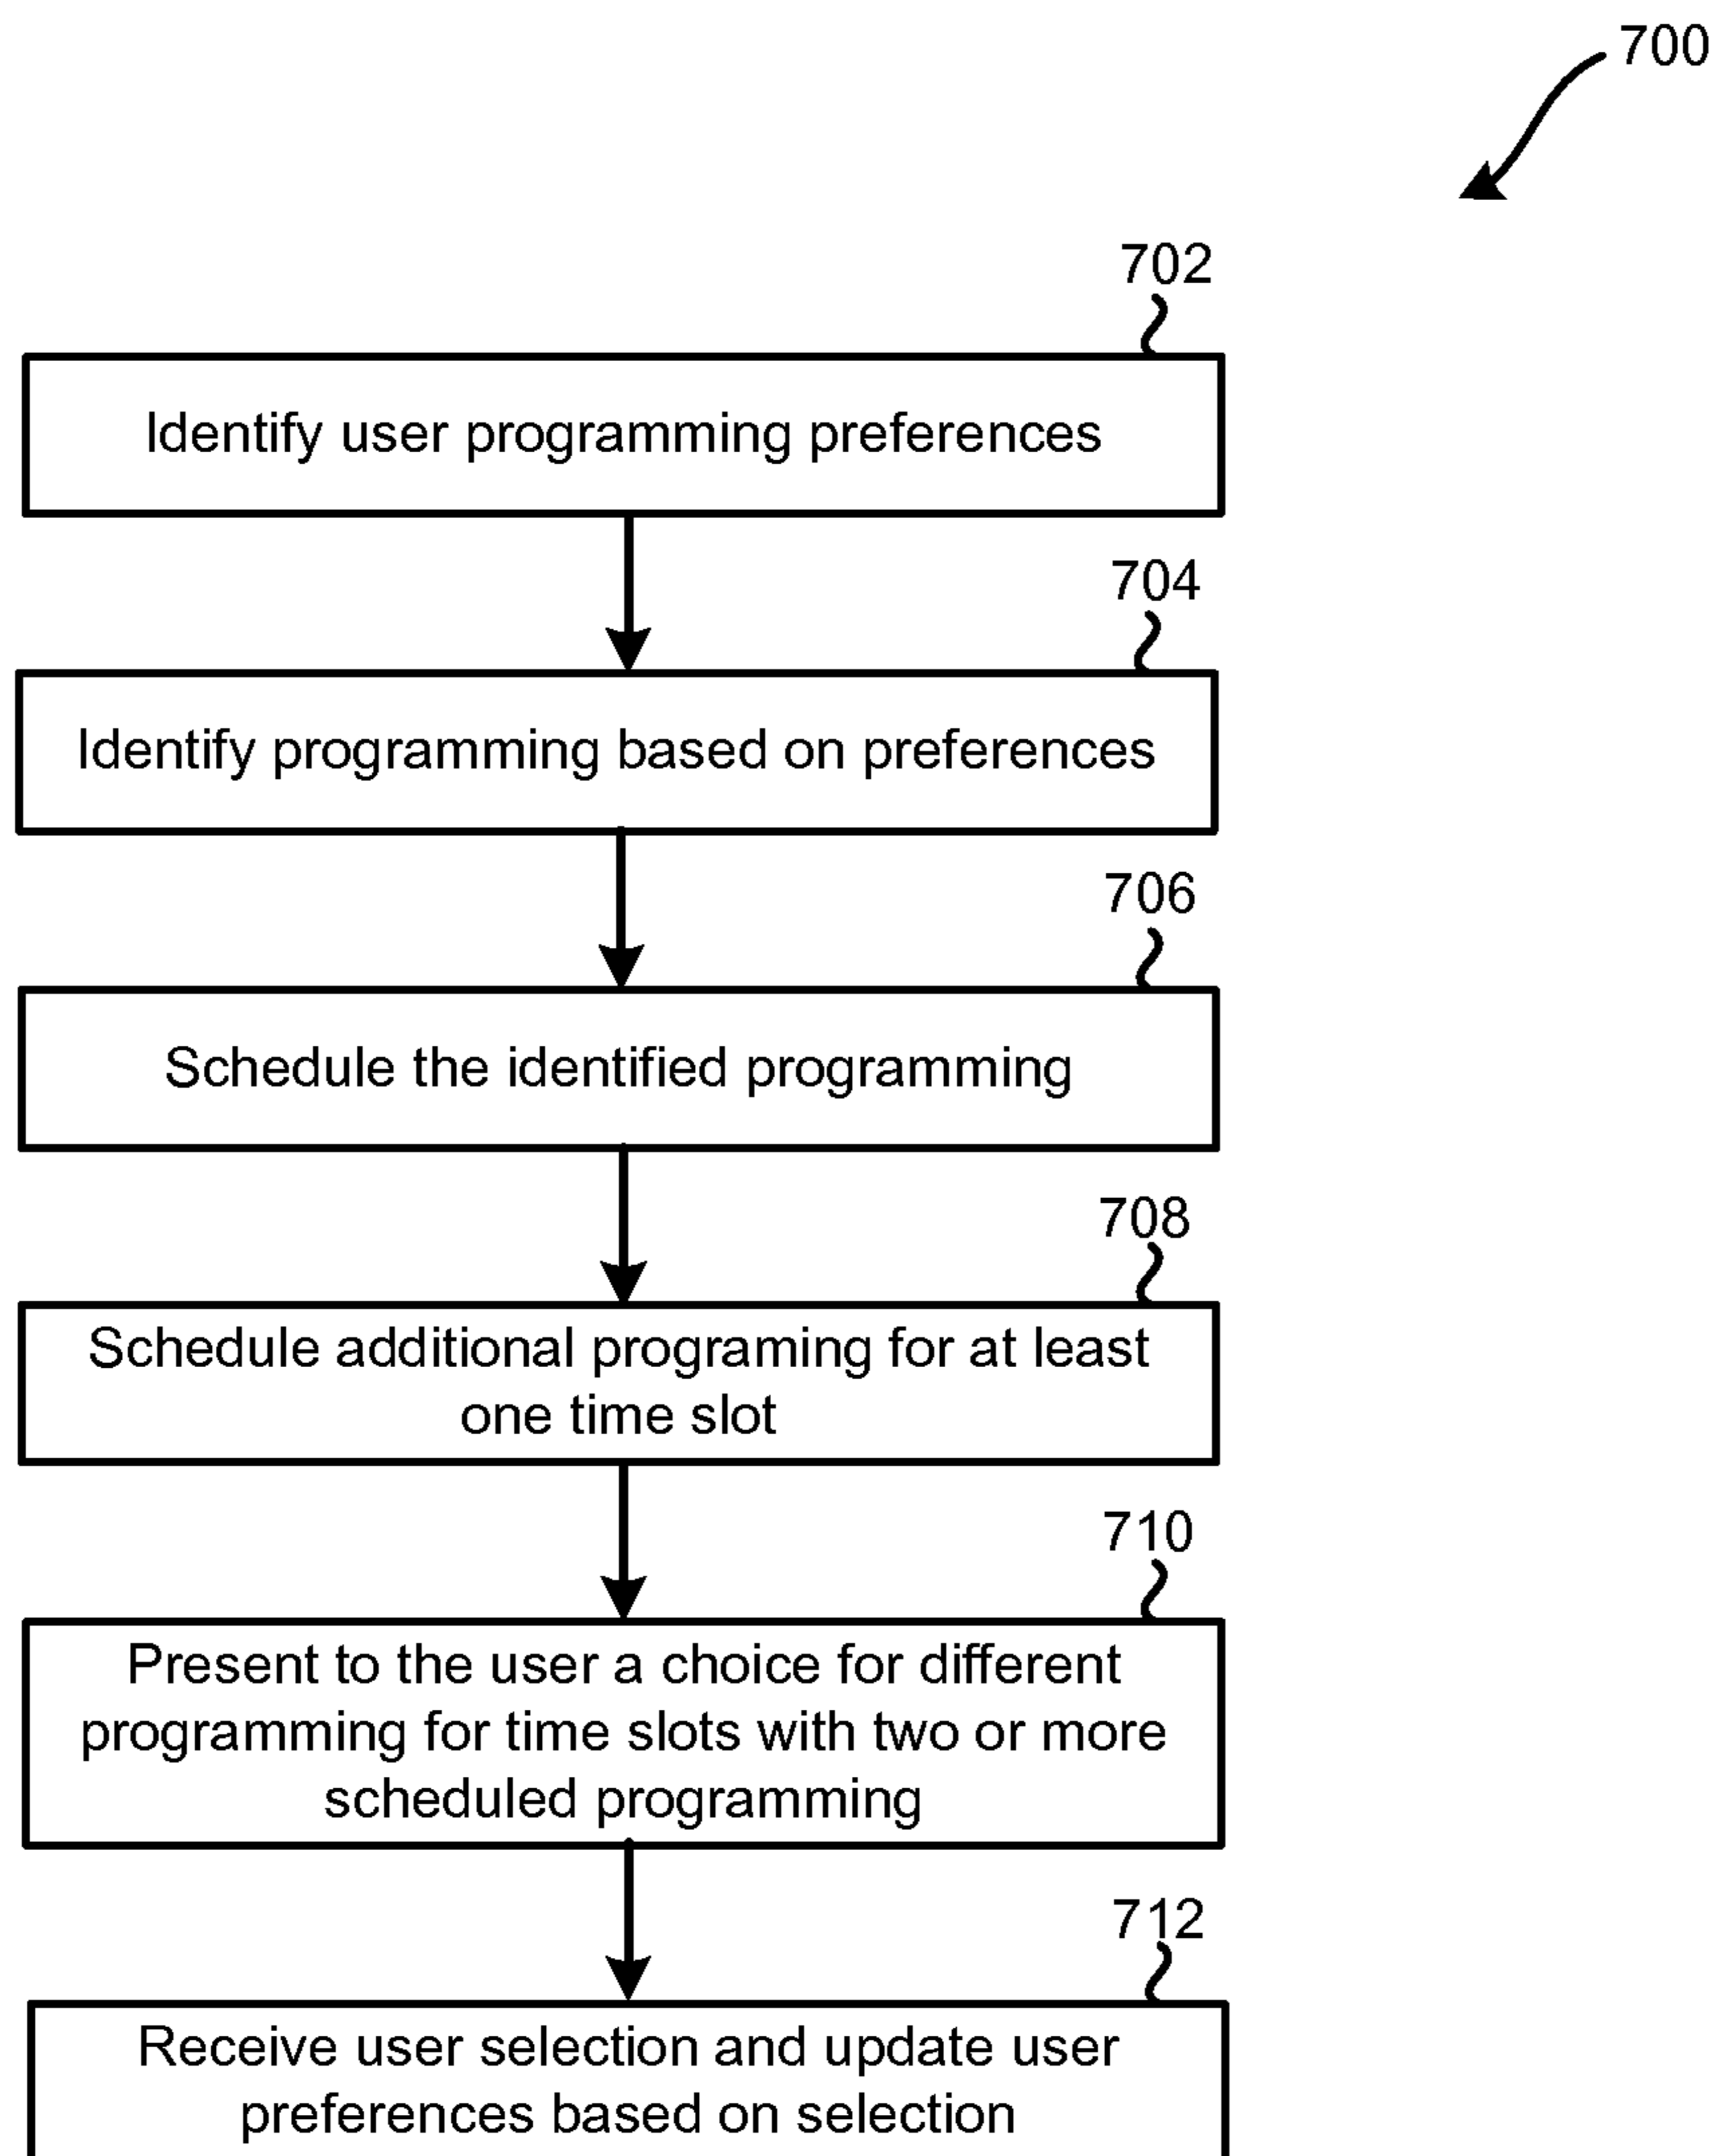 700
702
Identify user programming preferences
704
Identify programming based on preferences
706
Schedule the identified programming
708
Schedule additional programing for at least
one time slot
710
Present to the user a choice for different
programming for time slots with two or more
scheduled programming
712
Receive user selection and update user
preferences based on selection